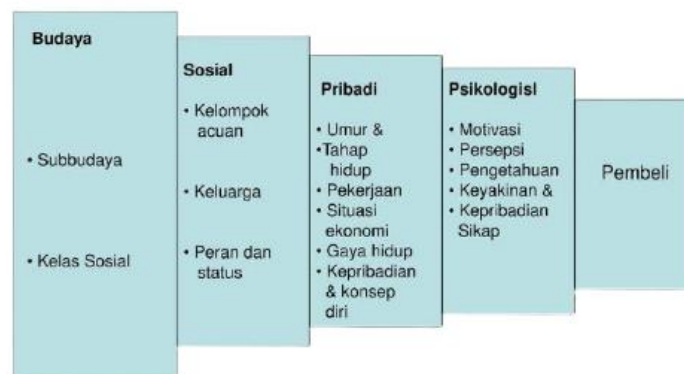 Budaya
• Subbudaya
• Kelas Sosial
Sosial
• Kelompok
acuan
• Keluarga
• Peran dan
status
Pribadi
• Umur &
•Tahap
hidup
• Pekerjaan
• Situasi
ekonomi
• Gaya hidup
• Kepribadian
& konsep
diri
Psikologisl
• Motivasi
• Persepsi
• Pengetahuan
• Keyakinan &
• Kepribadian
Sikap
Pembeli